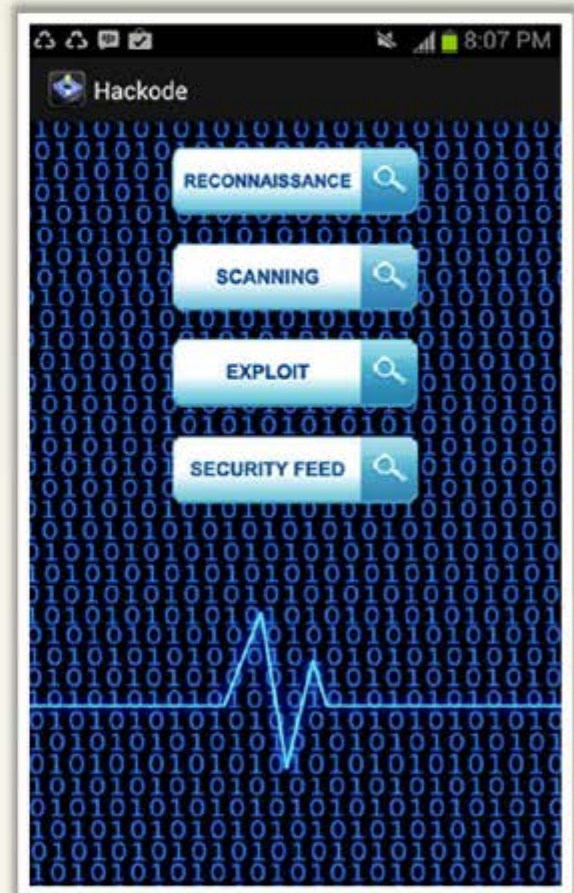 8:07 PM
Hackode
RECONNAISSANCE
SCANNING
EXPLOIT
SECURITY FEED